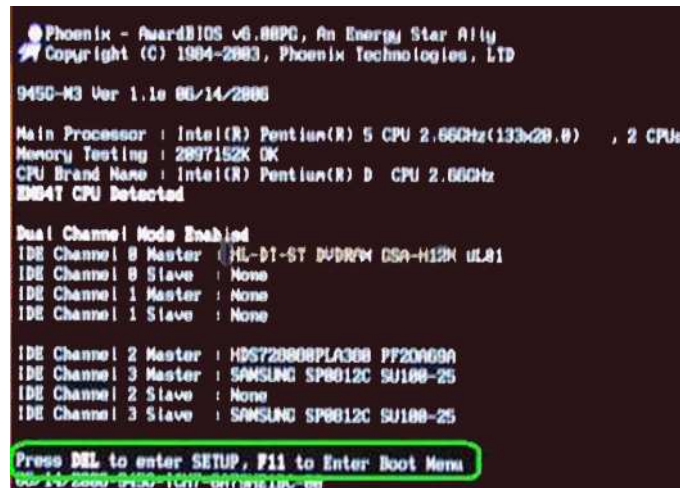 Phoenix - AwardBIOS v6.00PG, An Energy Star Ally
Copyright (C) 1984-2003, Phoenix Technologies, LTD
945G-M3 Ver 1.1e 06/14/2006
Main Processor : Intel(R) Pentium(R) 5 CPU 2.66GHz(133x20.0) , 2 CPUs
Memory Testing : 2097152K OK
CPU Brand Name : Intel(R) Pentium(R) D CPU 2.66GHz
EM64T CPU Detected
Dual Channel Mode Enabled
IDE Channel 0 Master : HL-DT-ST DVDRAM GSA-H12N UL01
IDE Channel 0 Slave : None
IDE Channel 1 Master : None
IDE Channel 1 Slave : None
IDE Channel 2 Master : HDS728080PLA380 PF2OA60A
IDE Channel 3 Master : SAMSUNG SP0812C SU100-25
IDE Channel 2 Slave : None
IDE Channel 3 Slave : SAMSUNG SP0812C SU100-25
Press DEL to enter SETUP, F11 to Enter Boot Menu